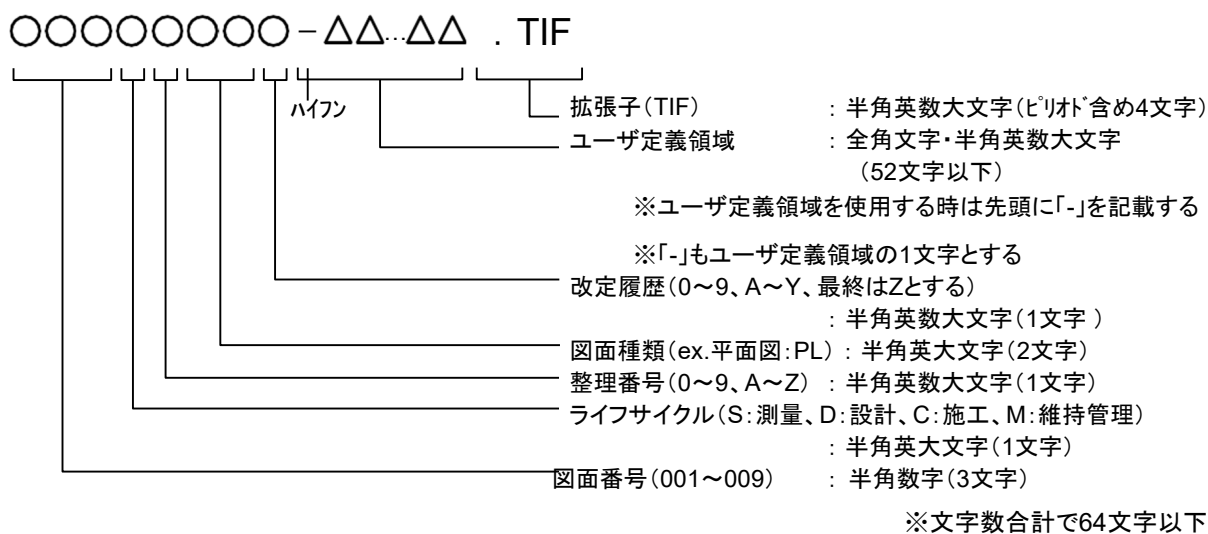 ○○○○○○○○-△△...△△ . TIF
ﾊｲﾌﾝ
拡張子(TIF) : 半角英数大文字(ﾋﾟﾘｵﾄﾞ含め4文字)
ユーザ定義領域 : 全角文字・半角英数大文字
(52文字以下)
※ユーザ定義領域を使用する時は先頭に「-」を記載する
※「-」もユーザ定義領域の1文字とする
改定履歴(0~9、A~Y、最終はZとする)
: 半角英数大文字(1文字 )
図面種類(ex.平面図:PL) : 半角英大文字(2文字)
整理番号(0~9、A~Z) : 半角英数大文字(1文字)
ライフサイクル(S:測量、D:設計、C:施工、M:維持管理)
: 半角英大文字(1文字)
図面番号(001~009) : 半角数字(3文字)
※文字数合計で64文字以下